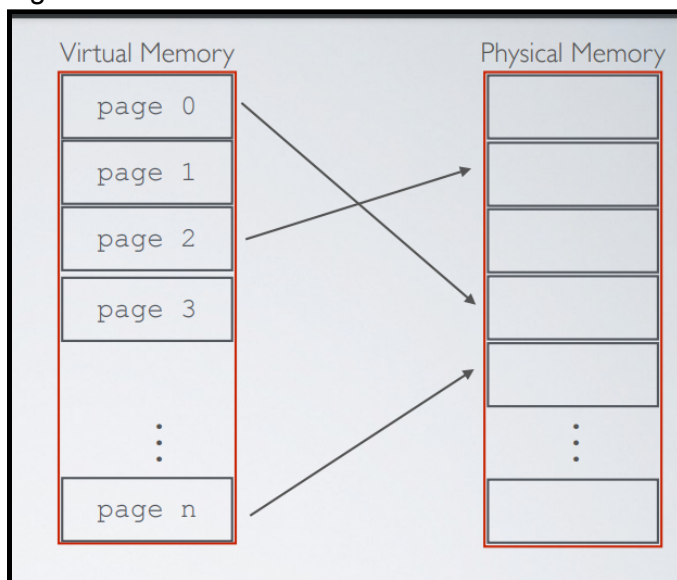 Virtual Memory
Physical Memory
page 0
page 1
page 2
page 3
page n